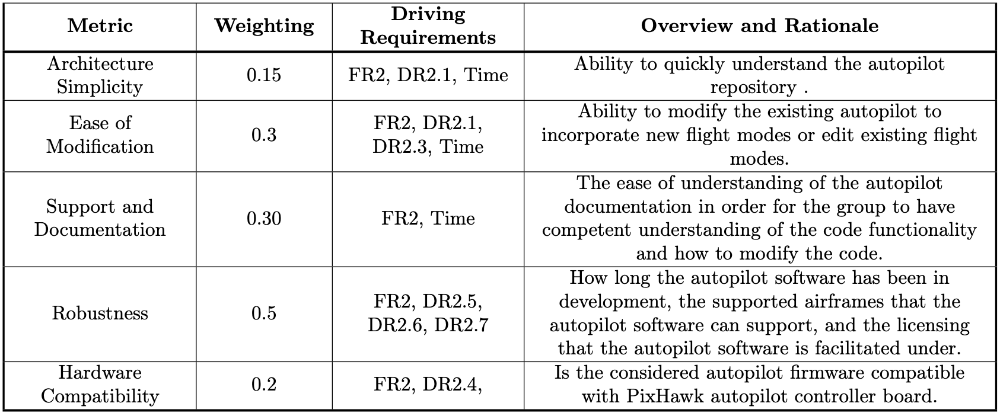 Metric
Weighting
Driving
Requirements
Overview and Rationale
Architecture
Simplicity
0.15
FR2, DR2.1, Time
Ability to quickly understand the autopilot
repository .
Ease of
Modification
0.3
FR2, DR2.1,
DR2.3, Time
Ability to modify the existing autopilot to
incorporate new flight modes or edit existing flight
modes.
Support and
Documentation
0.30
FR2, Time
The ease of understanding of the autopilot
documentation in order for the group to have
competent understanding of the code functionality
and how to modify the code.
Robustness
0.5
FR2, DR2.5,
DR2.6, DR2.7
How long the autopilot software has been in
development, the supported airframes that the
autopilot software can support, and the licensing
that the autopilot software is facilitated under.
Hardware
Compatibility
0.2
FR2, DR2.4,
Is the considered autopilot firmware compatible
with PixHawk autopilot controller board.